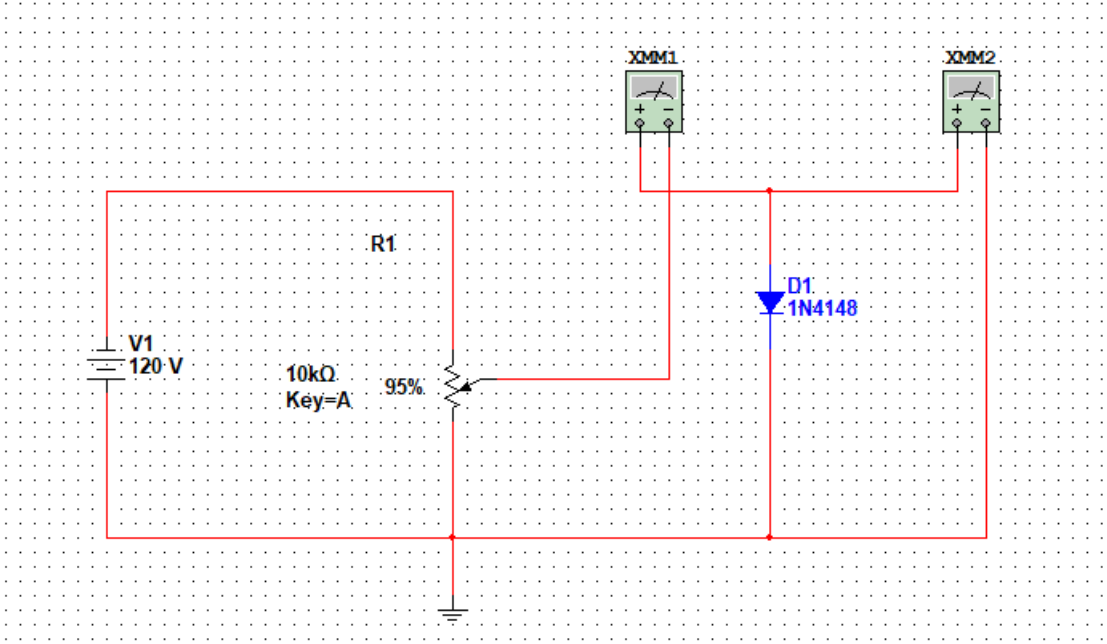 XMM1
XMM2
+ −
+ −
R1
D1
1N4148
V1
120 V
10kΩ
Key=A
95%